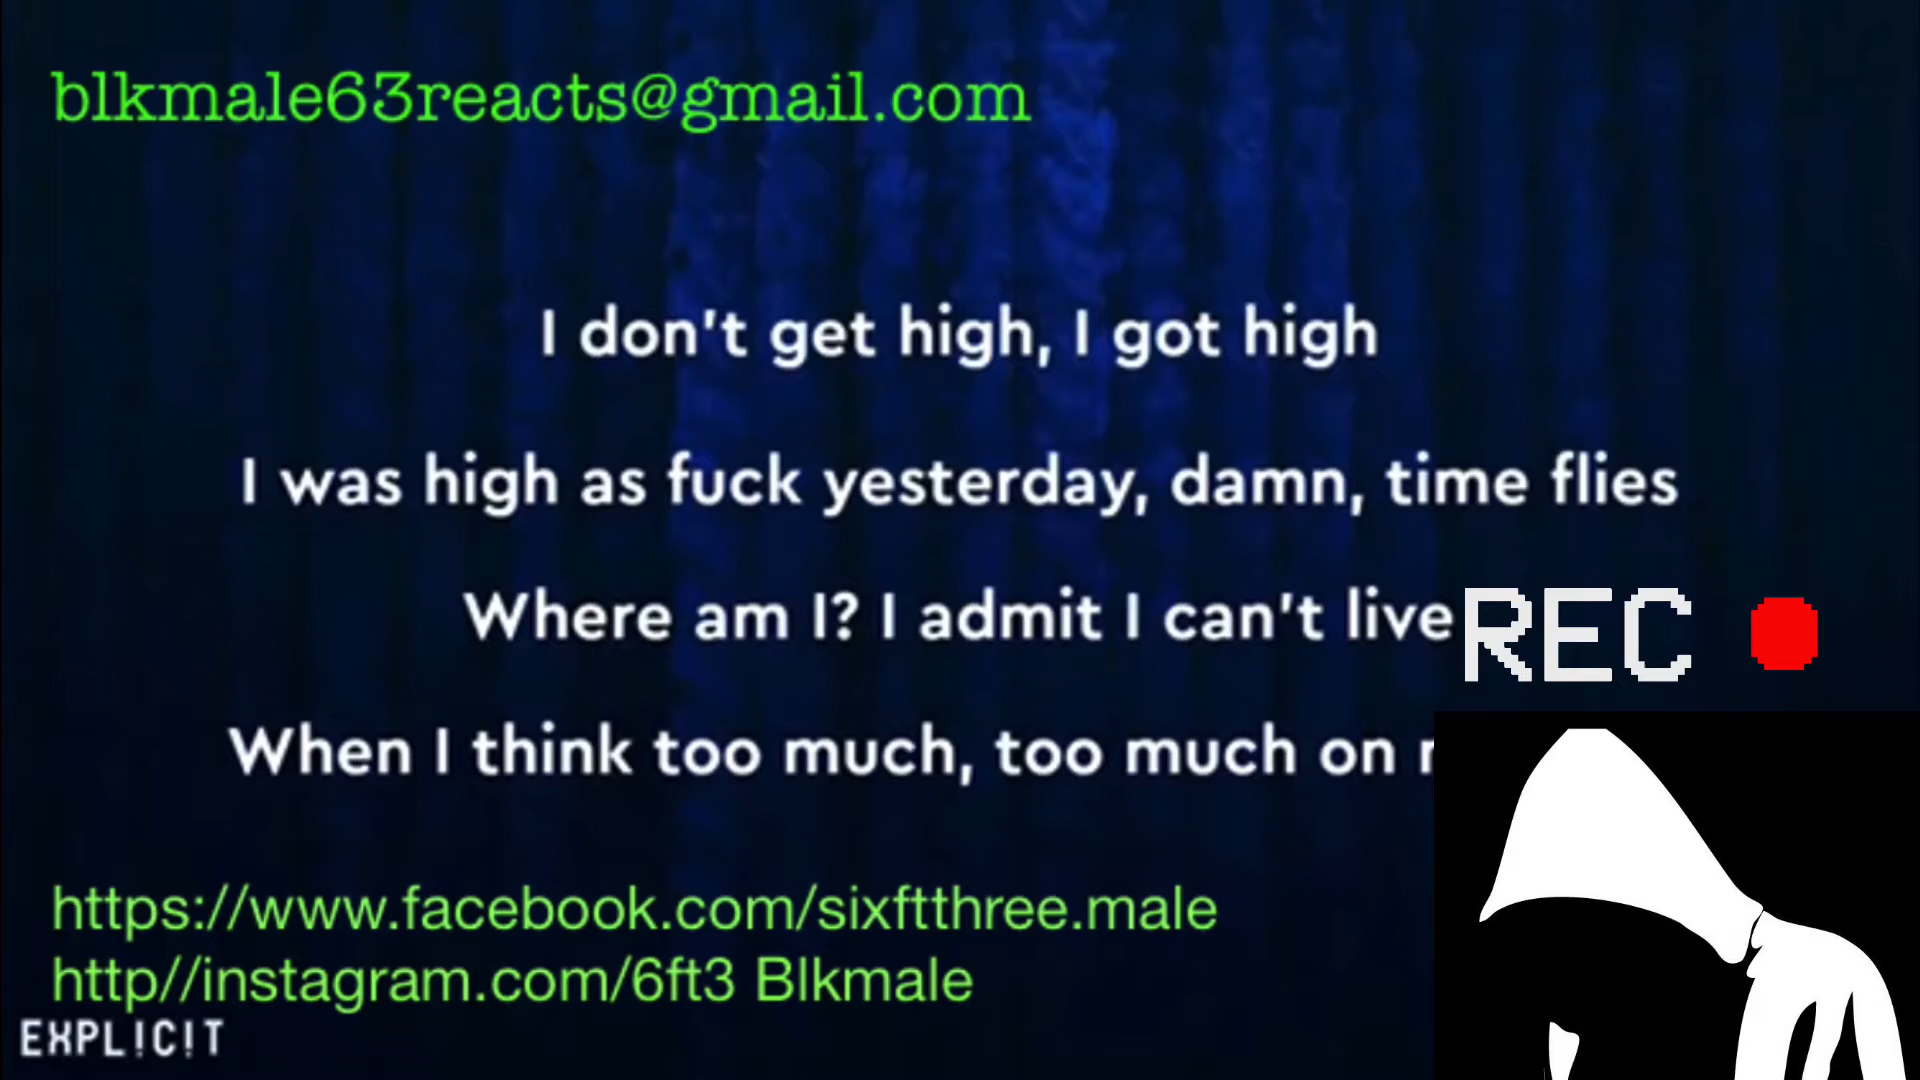 blkmale63reacts@gmail.com
I don't get high, I got high
I was high as fuck yesterday, damn, time flies
Where am I? I admit I can't live
REC
When I think too much, too much on
https://www.facebook.com/sixftthree.male
http//instagram.com/6ft3 Blkmale
EXPL!C!T